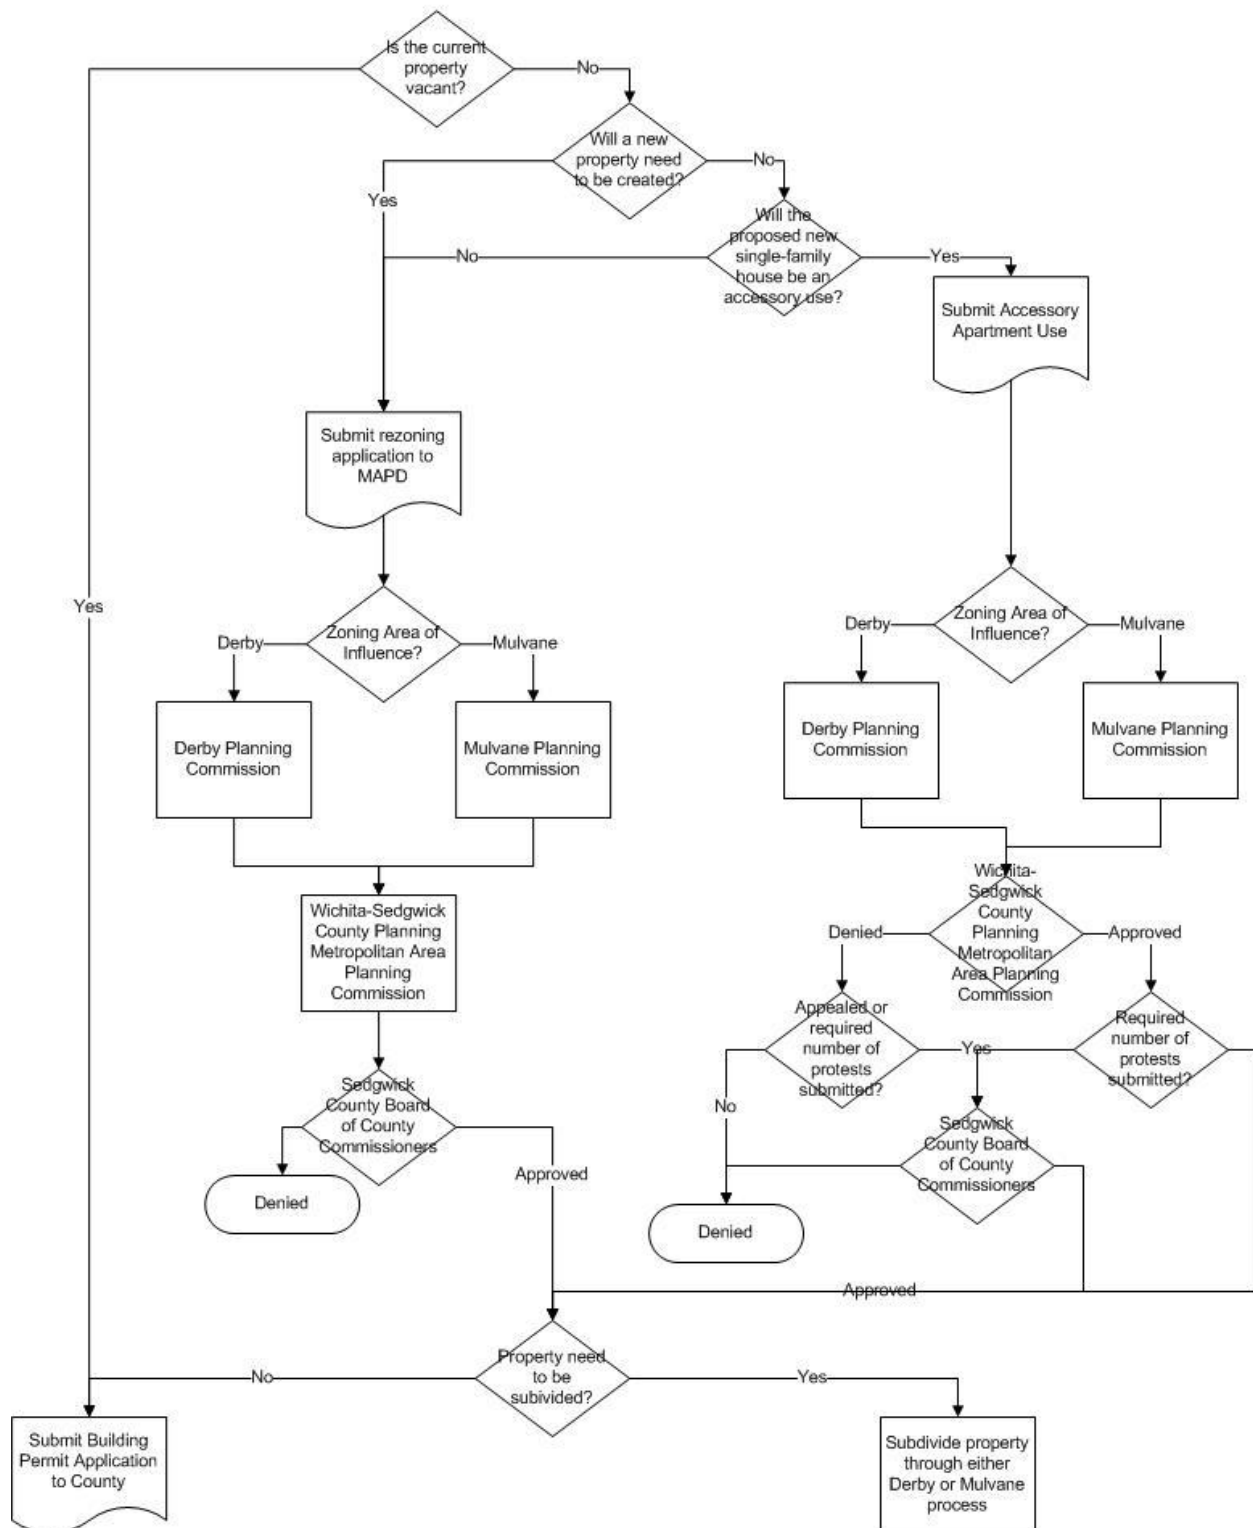 Is the current
property
vacant?
No
Will a new
property need
to be created?
Yes
No
Will the
proposed new
single-family
house be an
accessory use?
No
Yes
Submit Accessory
Apartment Use
Submit rezoning
application to
MAPD
Yes
Zoning Area of
Influence?
Derby
Mulvane
Zoning Area of
Influence?
Derby
Mulvane
Derby Planning
Commission
Mulvane Planning
Commission
Derby Planning
Commission
Mulvane Planning
Commission
Wichita-Sedgwick
County Planning
Metropolitan Area
Planning
Commission
Wichita-
Sedgwick
County
Planning
Metropolitan
Area Planning
Commission
Denied
Approved
Appealed or
required
number of
protests
submitted?
Yes
Required
number of
protests
submitted?
No
Sedgwick
County Board
of County
Commissioners
Sedgwick
County Board
of County
Commissioners
Approved
Denied
Denied
Approved
Property need
to be
subivided?
No
Yes
Submit Building
Permit Application
to County
Subdivide property
through either
Derby or Mulvane
process